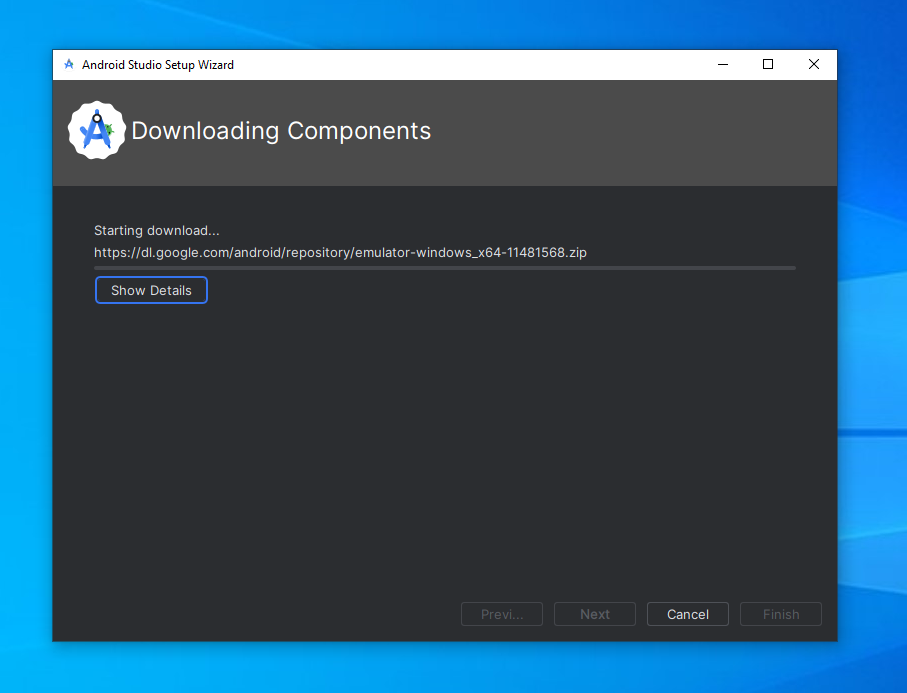 Android Studio Setup Wizard
Downloading Components
Starting download...
https://dl.google.com/android/repository/emulator-windows_x64-11481568.zip
Show Details
Previ...
Next
Cancel
Finish